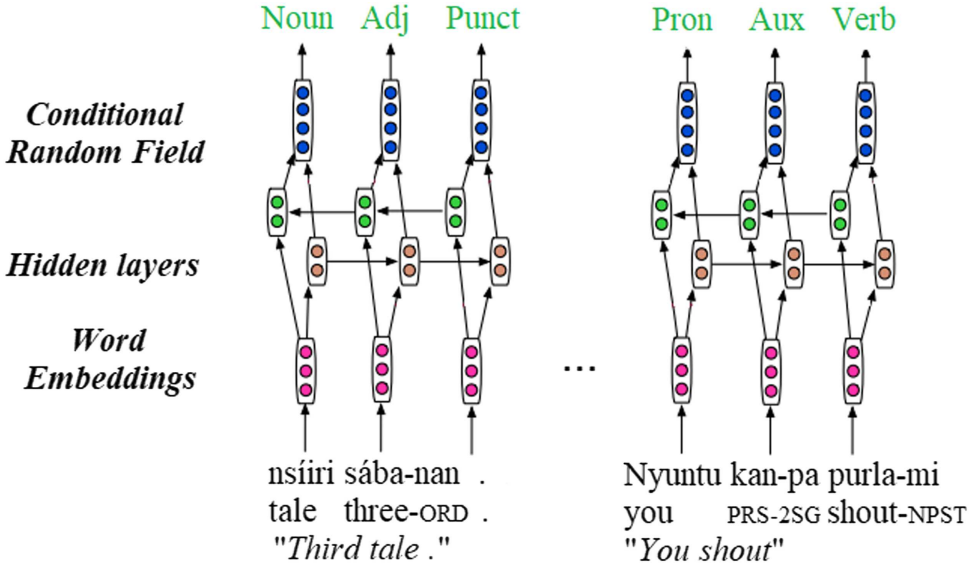 Noun Adj Punct Pron Aux Verb
Conditional
Random Field
Hidden layers
Word
Embeddings
...
nsíiri sába-nan .
tale three-ORD .
"Third tale ."
Nyuntu kan-pa purla-mi
you PRS-2SG shout-NPST
"You shout"